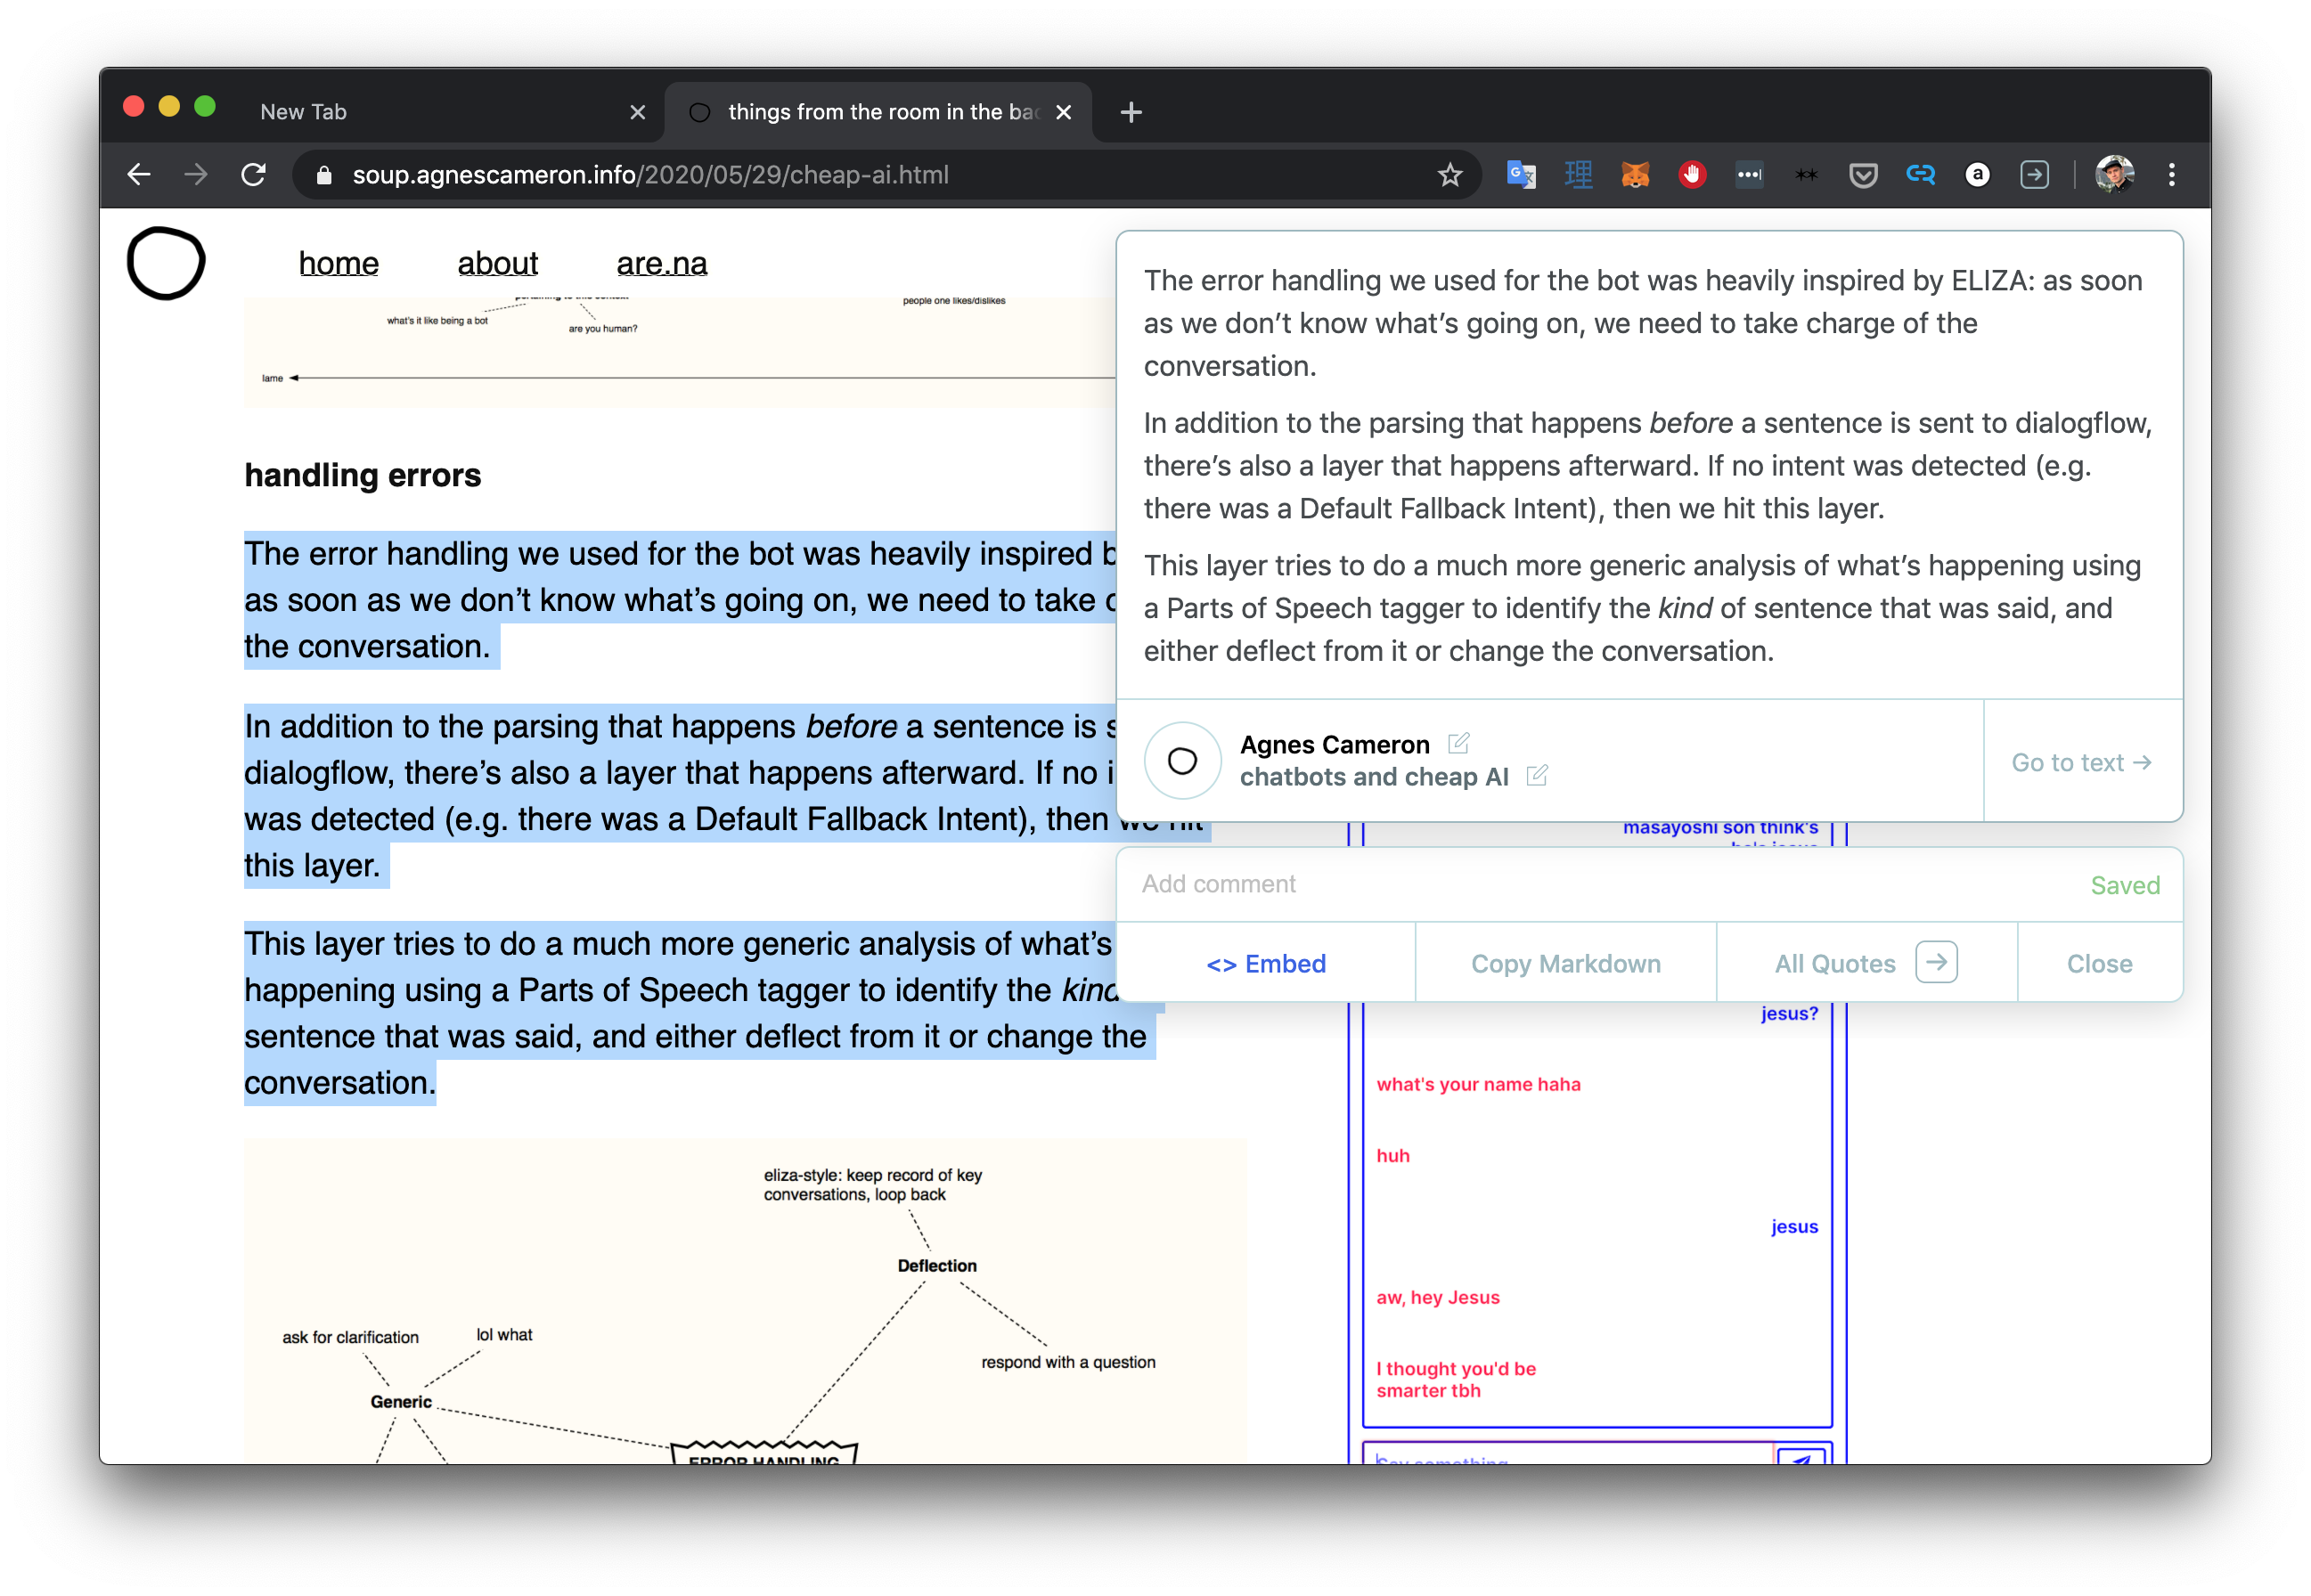 New Tab
things from the room in the bac
soup.agnescameron.info/2020/05/29/cheap-ai.html
home about are.na
what's it like being a bot
are you human?
people one likes/dislikes
lame
handling errors
The error handling we used for the bot was heavily inspired b
as soon as we don’t know what’s going on, we need to take c
the conversation.
In addition to the parsing that happens before a sentence is s
dialogflow, there’s also a layer that happens afterward. If no i
was detected (e.g. there was a Default Fallback Intent), then we hit
this layer.
This layer tries to do a much more generic analysis of what’s
happening using a Parts of Speech tagger to identify the kind
sentence that was said, and either deflect from it or change the
conversation.
eliza-style: keep record of key
conversations, loop back
Deflection
respond with a question
ask for clarification
lol what
Generic
ERROR HANDLING
The error handling we used for the bot was heavily inspired by ELIZA: as soon
as we don’t know what’s going on, we need to take charge of the
conversation.
In addition to the parsing that happens before a sentence is sent to dialogflow,
there’s also a layer that happens afterward. If no intent was detected (e.g.
there was a Default Fallback Intent), then we hit this layer.
This layer tries to do a much more generic analysis of what’s happening using
a Parts of Speech tagger to identify the kind of sentence that was said, and
either deflect from it or change the conversation.
Agnes Cameron
chatbots and cheap AI
Go to text →
masayoshi son think's
Add comment
Saved
<> Embed
Copy Markdown
All Quotes
Close
jesus?
what's your name haha
huh
jesus
aw, hey Jesus
I thought you'd be
smarter tbh
Say something